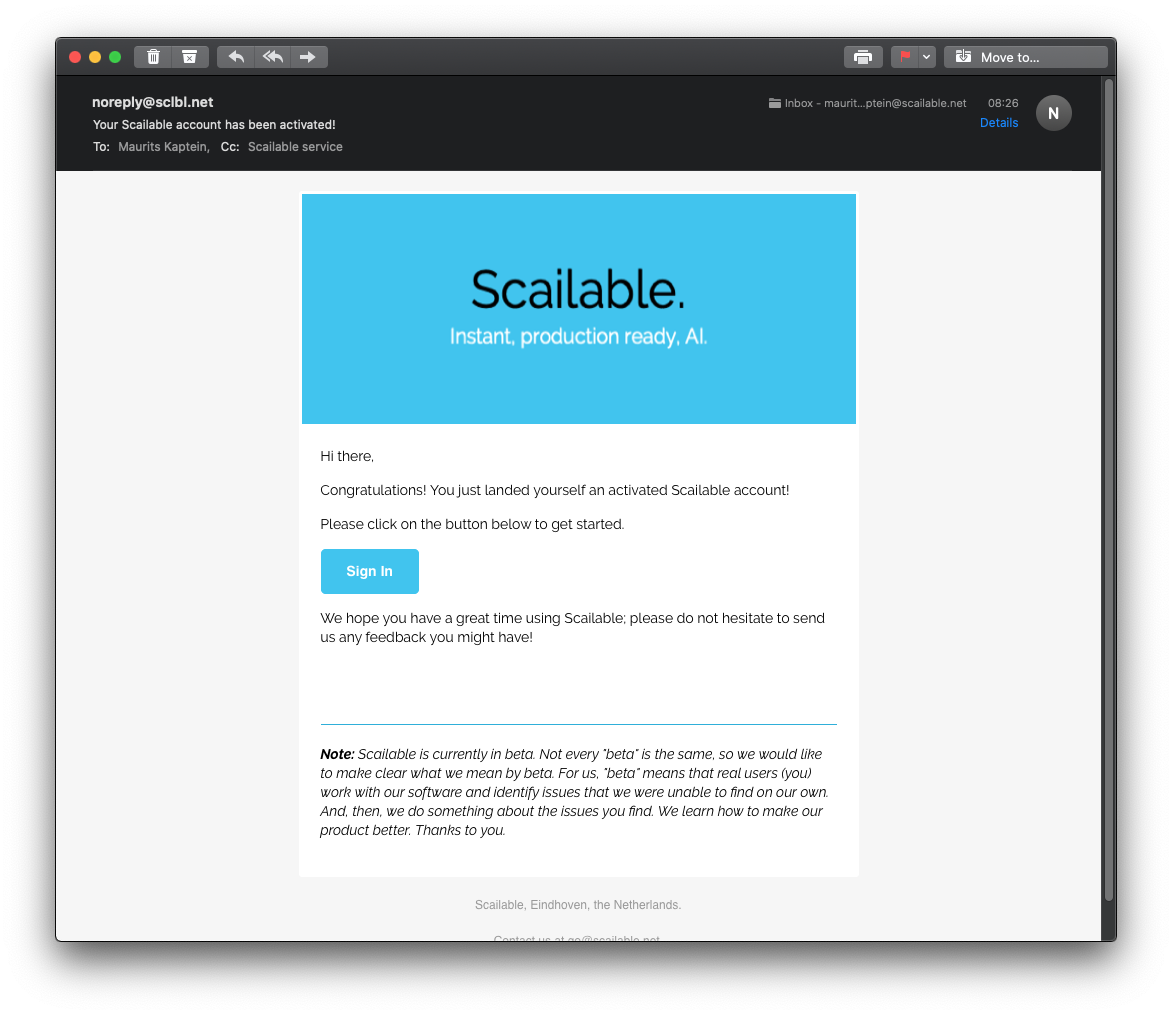 Move to...
noreply@sclbl.net
Inbox - maurit...ptein@scailable.net 08:26
Your Scailable account has been activated!
Details
N
To: Maurits Kaptein, Cc: Scailable service
Scailable.
Instant, production ready, AI.
Hi there,
Congratulations! You just landed yourself an activated Scailable account!
Please click on the button below to get started.
Sign In
We hope you have a great time using Scailable; please do not hesitate to send
us any feedback you might have!
Note: Scailable is currently in beta. Not every "beta" is the same, so we would like
to make clear what we mean by beta. For us, "beta" means that real users (you)
work with our software and identify issues that we were unable to find on our own.
And, then, we do something about the issues you find. We learn how to make our
product better. Thanks to you.
Scailable, Eindhoven, the Netherlands.
Contact us at go@scailable.net